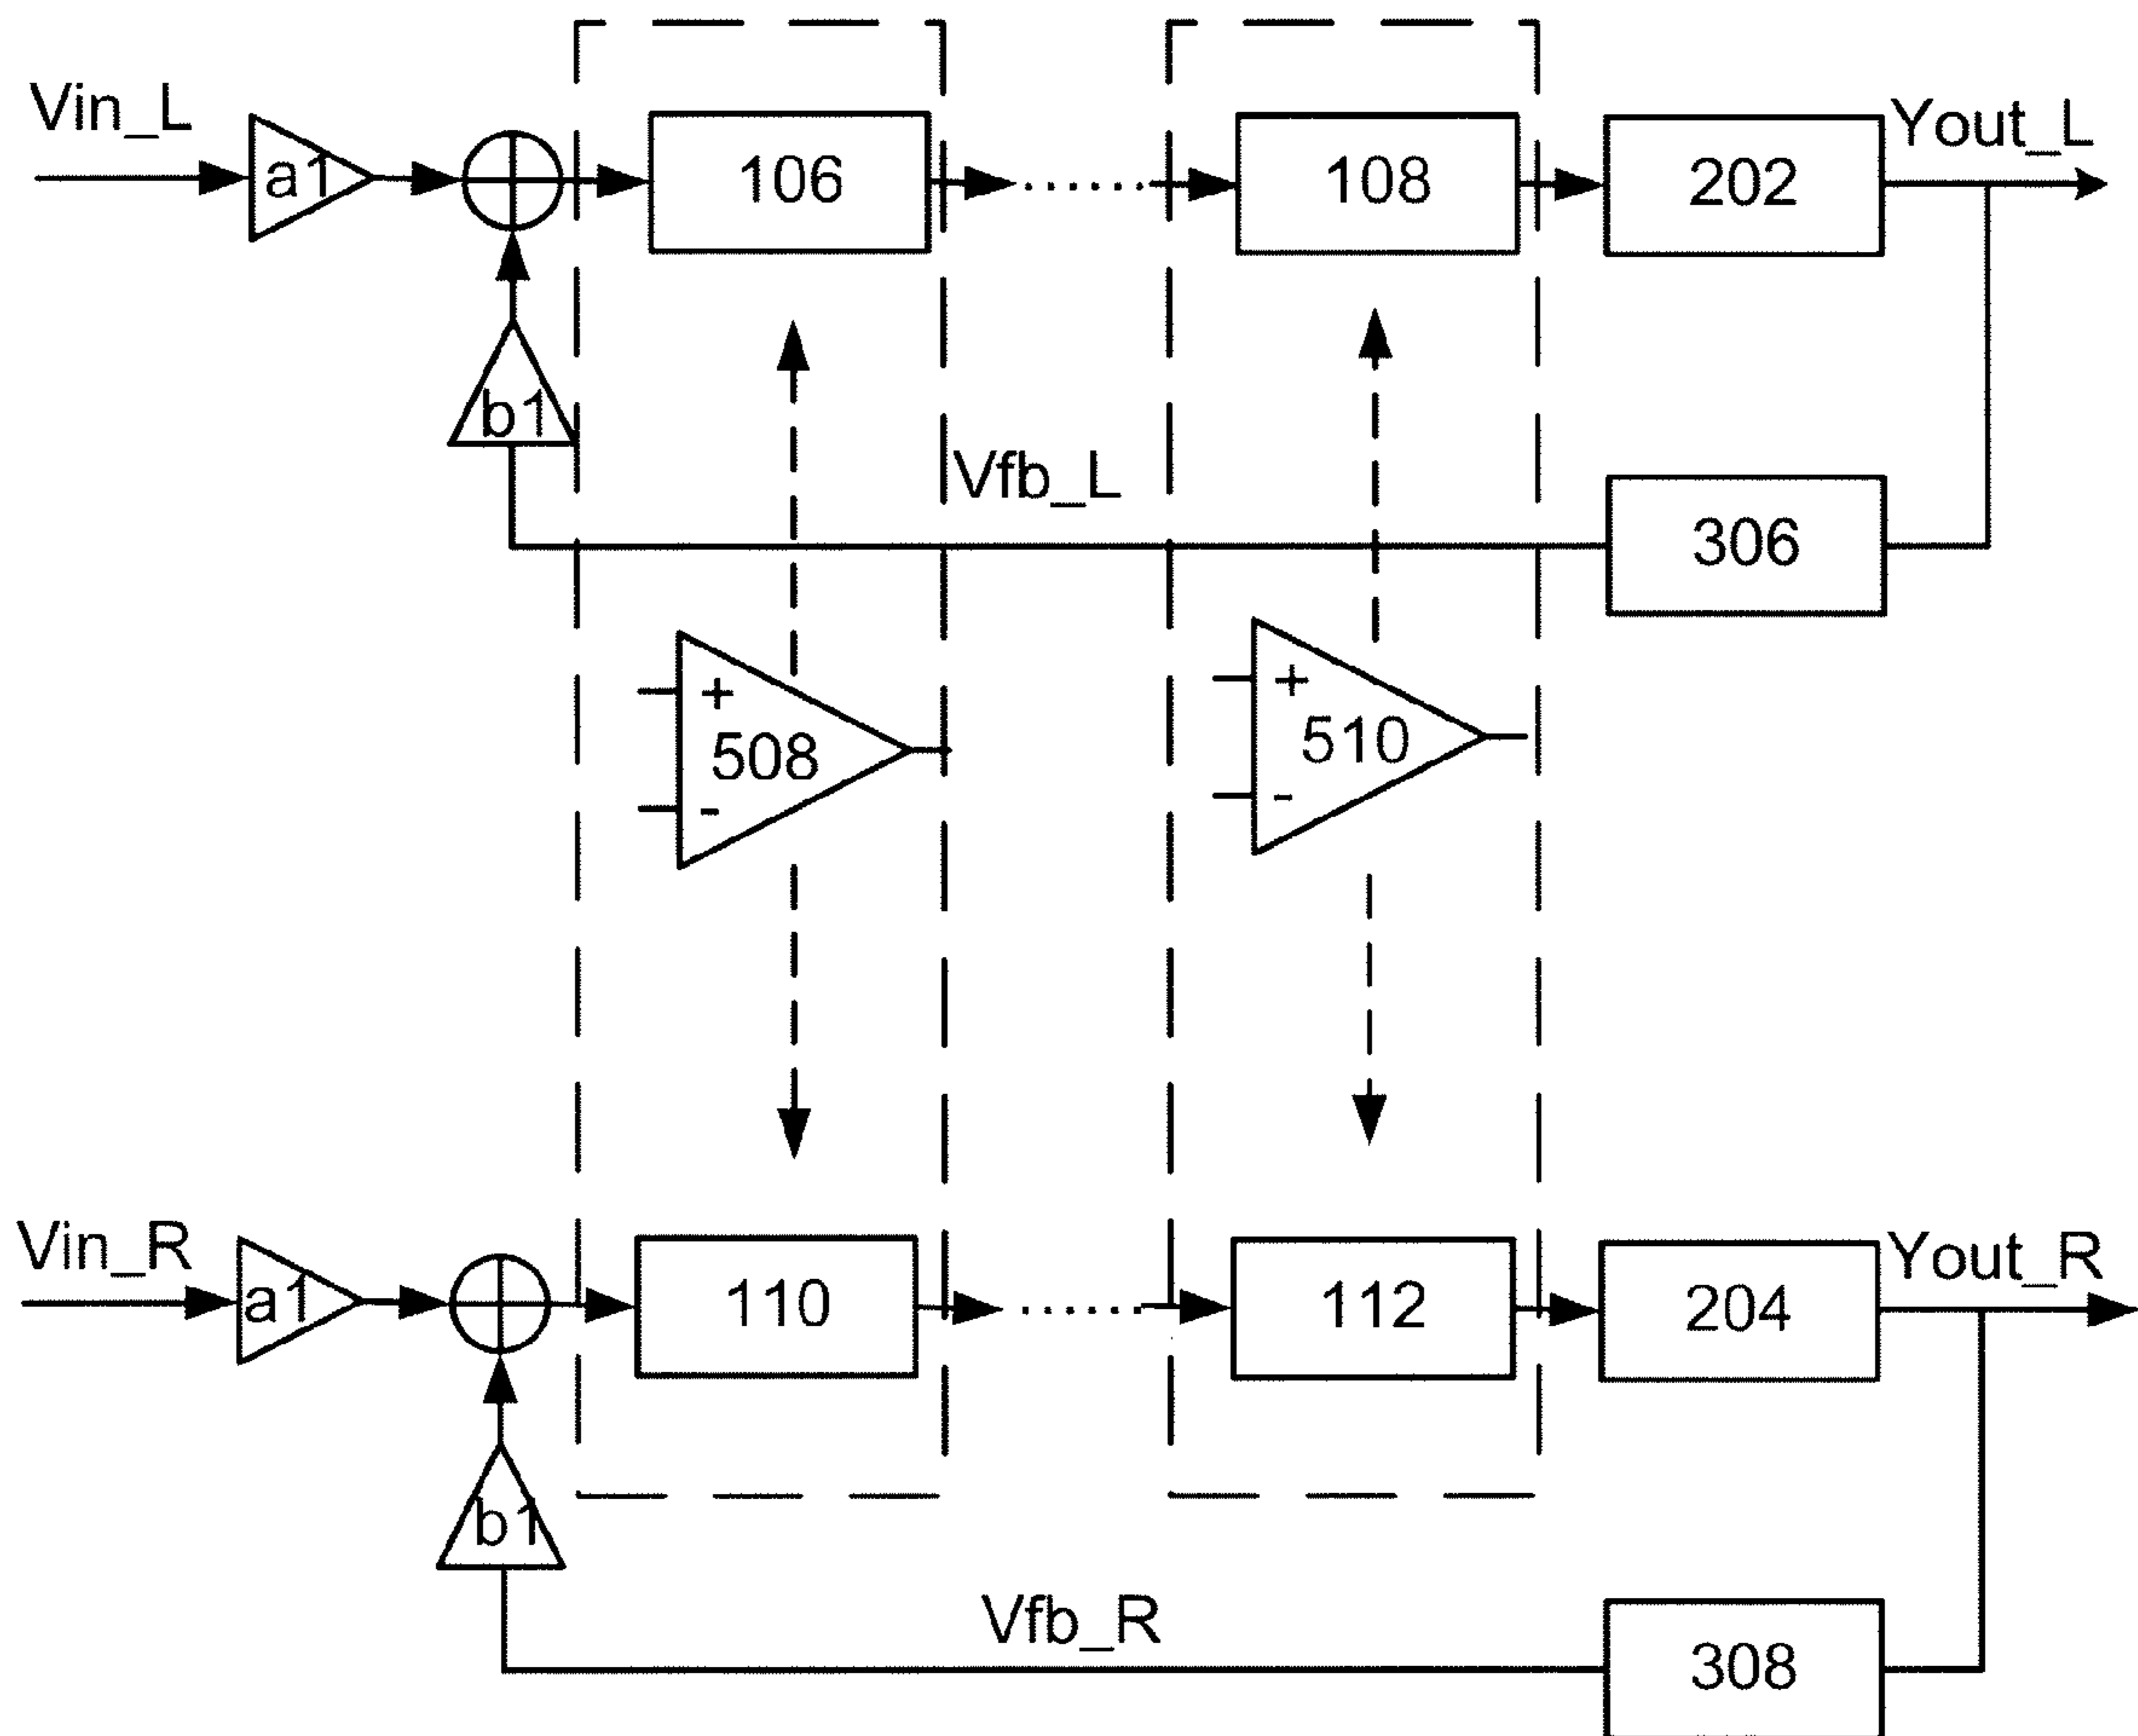 Vin_L
a1
106
......
108
202
Yout_L
b1
Vfb_L
306
+
508
-
+
510
-
Vin_R
a1
110
......
112
204
Yout_R
b1
Vfb_R
308